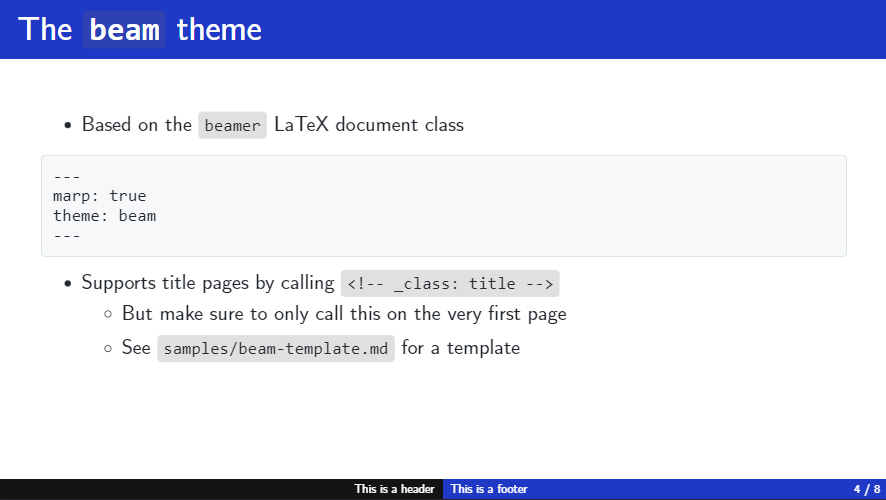 The beam theme
• Based on the beamer LaTeX document class
---
marp: true
theme: beam
---
• Supports title pages by calling <!-- _class: title -->
◦ But make sure to only call this on the very first page
◦ See samples/beam-template.md for a template
This is a header This is a footer 4 / 8